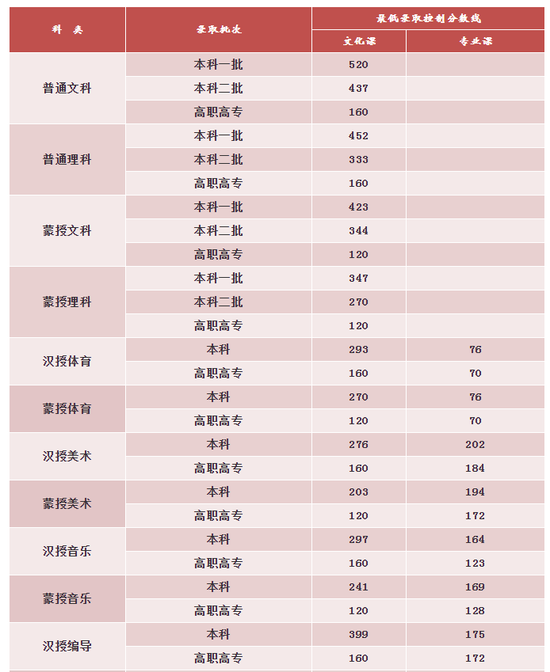 科 类 录取批次 最低录取控制分数线
文化课 专业课
普通文科 本科一批 520
本科二批 437
高职高专 160
普通理科 本科一批 452
本科二批 333
高职高专 160
蒙授文科 本科一批 423
本科二批 344
高职高专 120
蒙授理科 本科一批 347
本科二批 270
高职高专 120
汉授体育 本科 293 76
高职高专 160 70
蒙授体育 本科 270 76
高职高专 120 70
汉授美术 本科 276 202
高职高专 160 184
蒙授美术 本科 203 194
高职高专 120 172
汉授音乐 本科 297 164
高职高专 160 123
蒙授音乐 本科 241 169
高职高专 120 128
汉授编导 本科 399 175
高职高专 160 172